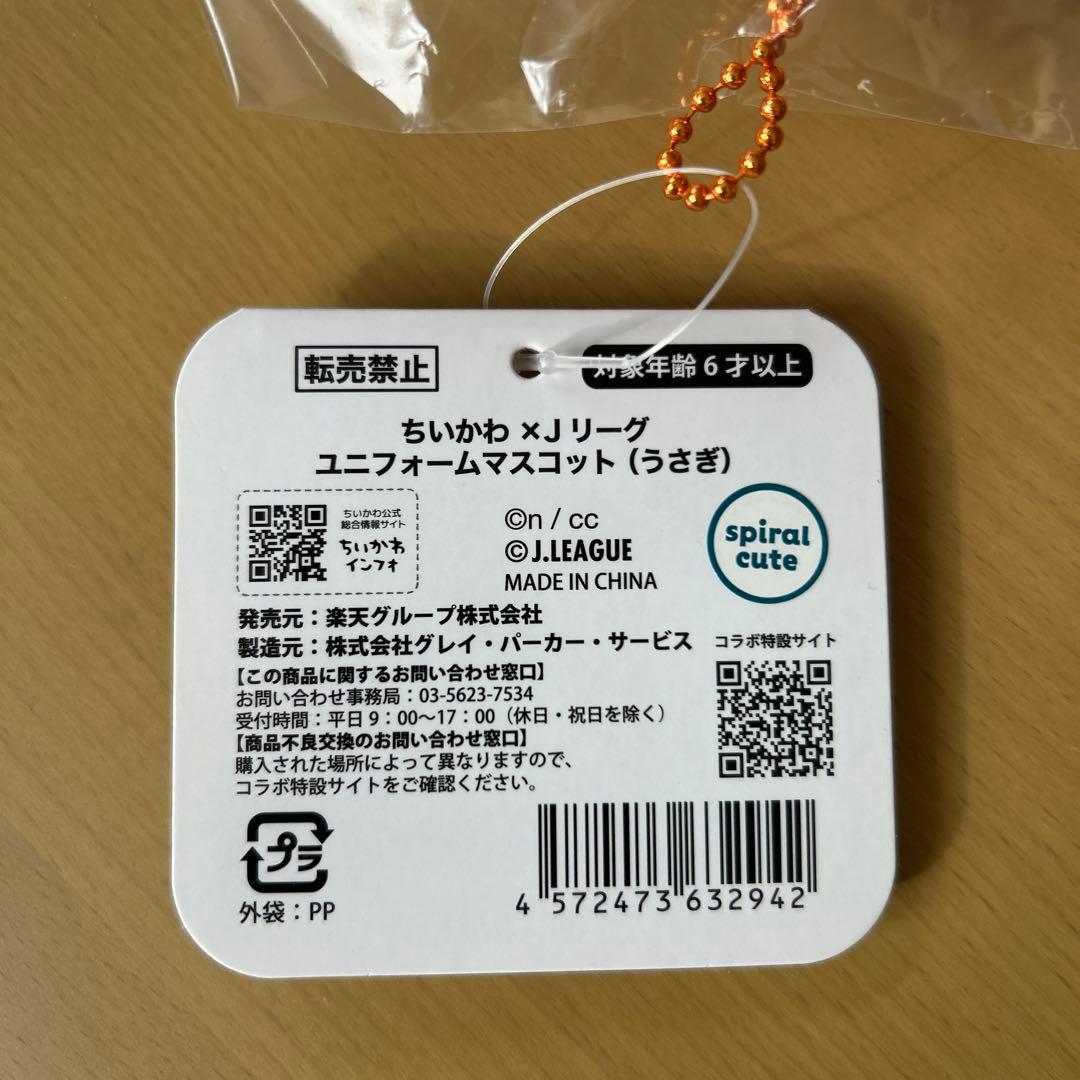 転売禁止
対象年齢6才以上
ちいかわ×Jリーグ
ユニフォームマスコット（うさぎ）
ちいかわ公式
総合情報サイト
ちいかわ
インフォ
©n / cc
©J.LEAGUE
MADE IN CHINA
spiral
cute
発売元：楽天グループ株式会社
製造元：株式会社グレイ・パーカー・サービス
コラボ特設サイト
【この商品に関するお問い合わせ窓口】
お問い合わせ事務局：03-5623-7534
受付時間：平日9：00〜17：00（休日・祝日を除く）
【商品不良交換のお問い合わせ窓口】
購入された場所によって異なりますので、
コラボ特設サイトをご確認ください。
プラ
外袋：PP
4 572473 632942